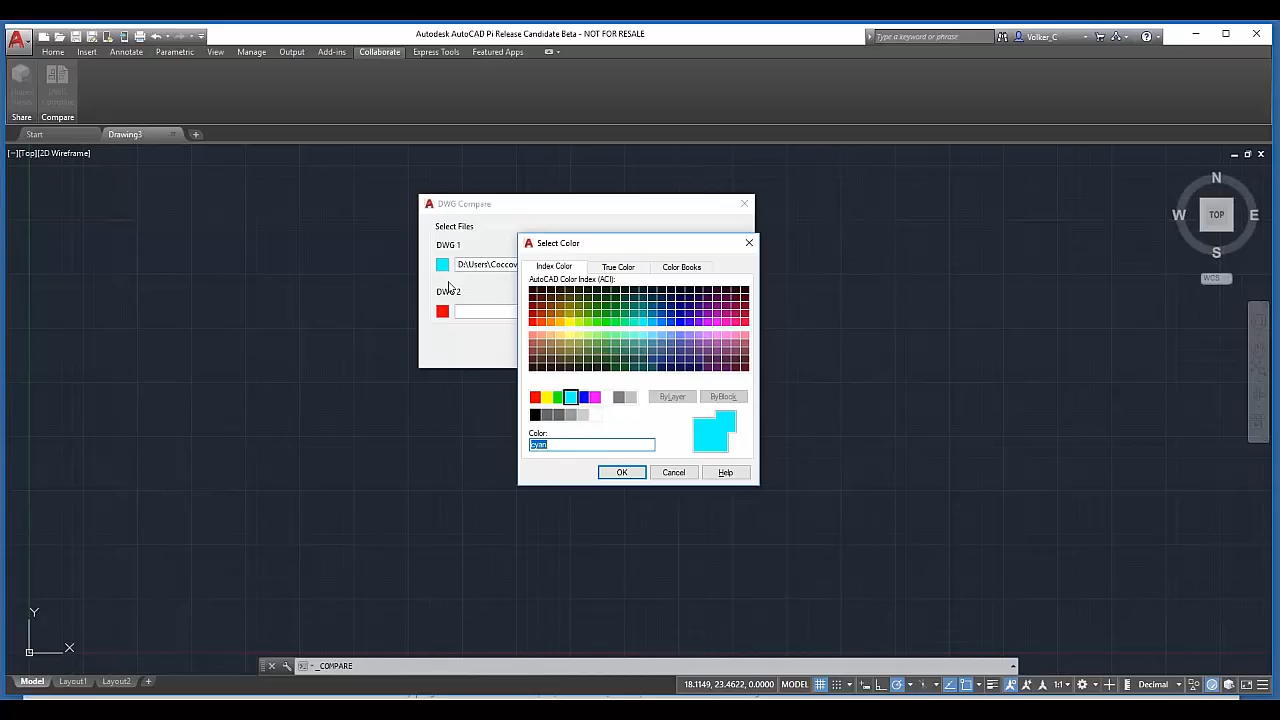 Autodesk AutoCAD Pi Release Candidate Beta - NOT FOR RESALE
Type a keyword or phrase
Volker_C
Home Insert Annotate Parametric View Manage Output Add-ins Collaborate Express Tools Featured Apps
Share Compare
Start Drawing3
[−][Top][2D Wireframe]
N
W TOP E
S
WCS
DWG Compare
Select Files
DWG 1
D:\Users\Coccov
DWG 2
Select Color
Index Color True Color Color Books
AutoCAD Color Index (ACI):
ByLayer ByBlock
Color:
cyan
OK Cancel Help
Y
X
_COMPARE
Model Layout1 Layout2
18.1149, 23.4622, 0.0000 MODEL 1:1 Decimal